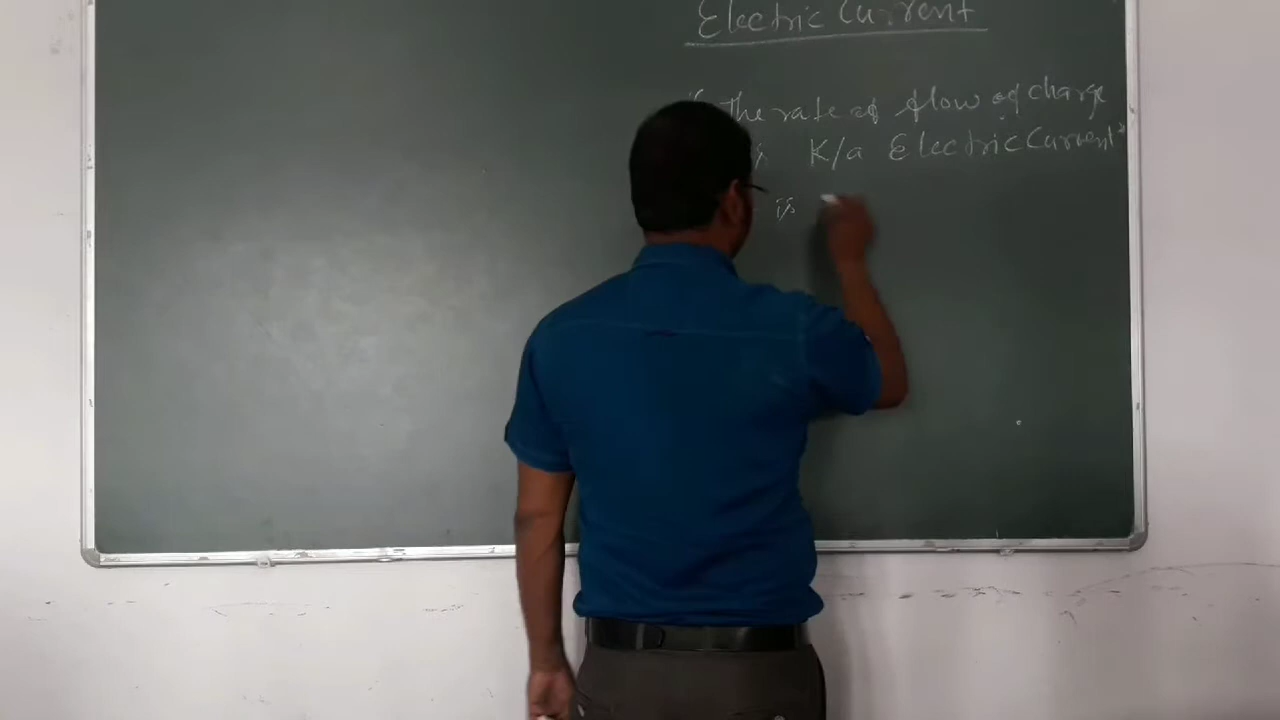 Electric Current
"The rate of flow of charge
K/a Electric Current"
is